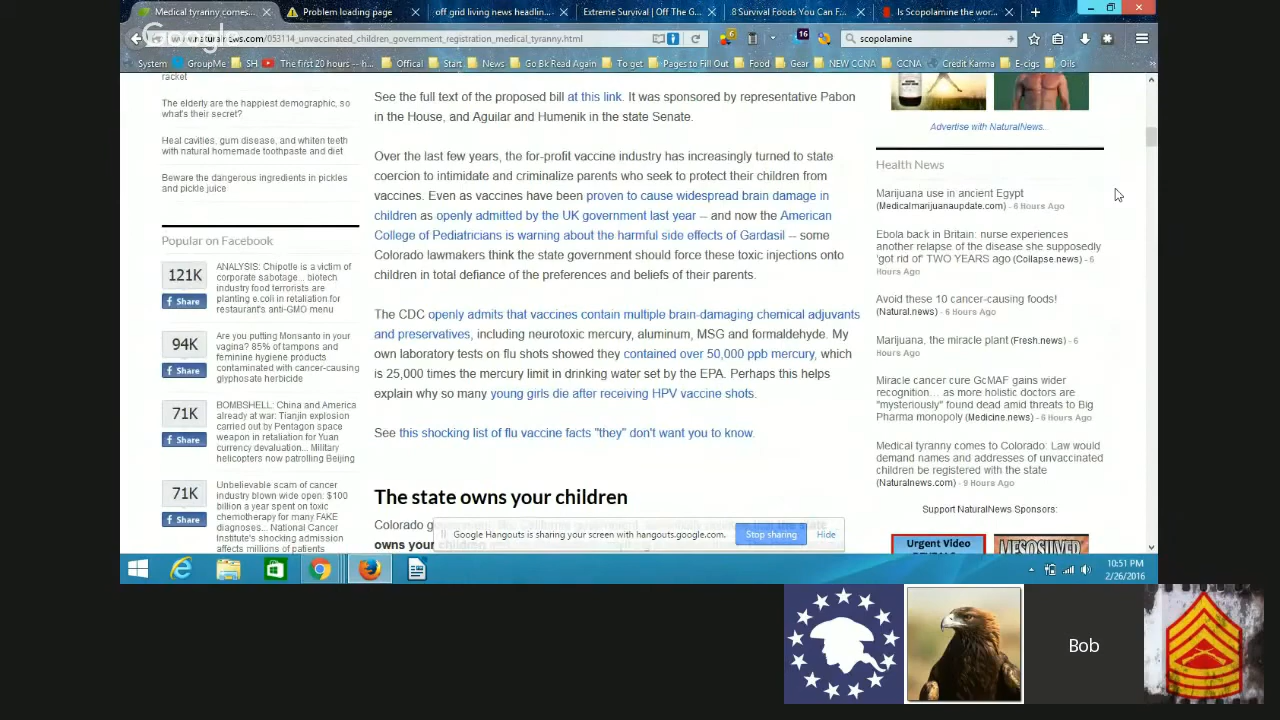 Medical tyranny comes...
Problem loading page
off grid living news headlin...
Extreme Survival | Off The G...
8 Survival Foods You Can F...
Is Scopolamine the wor...
Google
www.naturalnews.com/053114_unvaccinated_children_government_registration_medical_tyranny.html
16
scopolamine
System
GroupMe
SH
The first 20 hours -- h...
Offical
Start
News
Go Bk Read Again
To get
Pages to Fill Out
Food
Gear
NEW CCNA
CCNA
Credit Karma
E-cigs
Oils
racket
The elderly are the happiest demographic, so
what's their secret?
Heal cavities, gum disease, and whiten teeth
with natural homemade toothpaste and diet
Beware the dangerous ingredients in pickles
and pickle juice
Popular on Facebook
121K
Share
ANALYSIS: Chipotle is a victim of
corporate sabotage... biotech
industry food terrorists are
planting e.coli in retaliation for
restaurant's anti-GMO menu
94K
Share
Are you putting Monsanto in your
vagina? 85% of tampons and
feminine hygiene products
contaminated with cancer-causing
glyphosate herbicide
71K
Share
BOMBSHELL: China and America
already at war: Tianjin explosion
carried out by Pentagon space
weapon in retaliation for Yuan
currency devaluation... Military
helicopters now patrolling Beijing
71K
Share
Unbelievable scam of cancer
industry blown wide open: $100
billion a year spent on toxic
chemotherapy for many FAKE
diagnoses... National Cancer
Institute's shocking admission
affects millions of patients
See the full text of the proposed bill at this link. It was sponsored by representative Pabon
in the House, and Aguilar and Humenik in the state Senate.
Over the last few years, the for-profit vaccine industry has increasingly turned to state
coercion to intimidate and criminalize parents who seek to protect their children from
vaccines. Even as vaccines have been proven to cause widespread brain damage in
children as openly admitted by the UK government last year -- and now the American
College of Pediatricians is warning about the harmful side effects of Gardasil -- some
Colorado lawmakers think the state government should force these toxic injections onto
children in total defiance of the preferences and beliefs of their parents.
The CDC openly admits that vaccines contain multiple brain-damaging chemical adjuvants
and preservatives, including neurotoxic mercury, aluminum, MSG and formaldehyde. My
own laboratory tests on flu shots showed they contained over 50,000 ppb mercury, which
is 25,000 times the mercury limit in drinking water set by the EPA. Perhaps this helps
explain why so many young girls die after receiving HPV vaccine shots.
See this shocking list of flu vaccine facts "they" don't want you to know.
The state owns your children
Colorado
owns your
Google Hangouts is sharing your screen with hangouts.google.com.
Stop sharing
Hide
Advertise with NaturalNews...
Health News
Marijuana use in ancient Egypt
(Medicalmarijuanaupdate.com) - 6 Hours Ago
Ebola back in Britain: nurse experiences
another relapse of the disease she supposedly
'got rid of' TWO YEARS ago (Collapse.news) - 6
Hours Ago
Avoid these 10 cancer-causing foods!
(Natural.news) - 6 Hours Ago
Marijuana, the miracle plant (Fresh.news) - 6
Hours Ago
Miracle cancer cure GcMAF gains wider
recognition... as more holistic doctors are
"mysteriously" found dead amid threats to Big
Pharma monopoly (Medicine.news) - 6 Hours Ago
Medical tyranny comes to Colorado: Law would
demand names and addresses of unvaccinated
children be registered with the state
(Naturalnews.com) - 9 Hours Ago
Support NaturalNews Sponsors:
Urgent Video
MESOSILVER
10:51 PM
2/26/2016
Bob